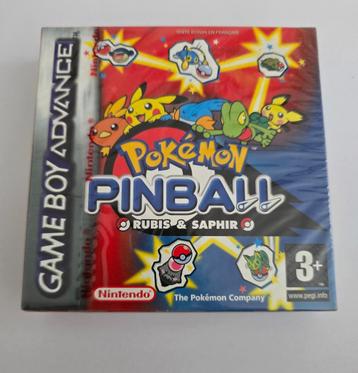 TEXTE ECRAN EN FRANÇAIS
GAME BOY ADVANCE
Nintendo
POKéMON
PINBALL
RUBIS & SAPHIR
Nintendo
The Pokémon Company
3+
www.pegi.info